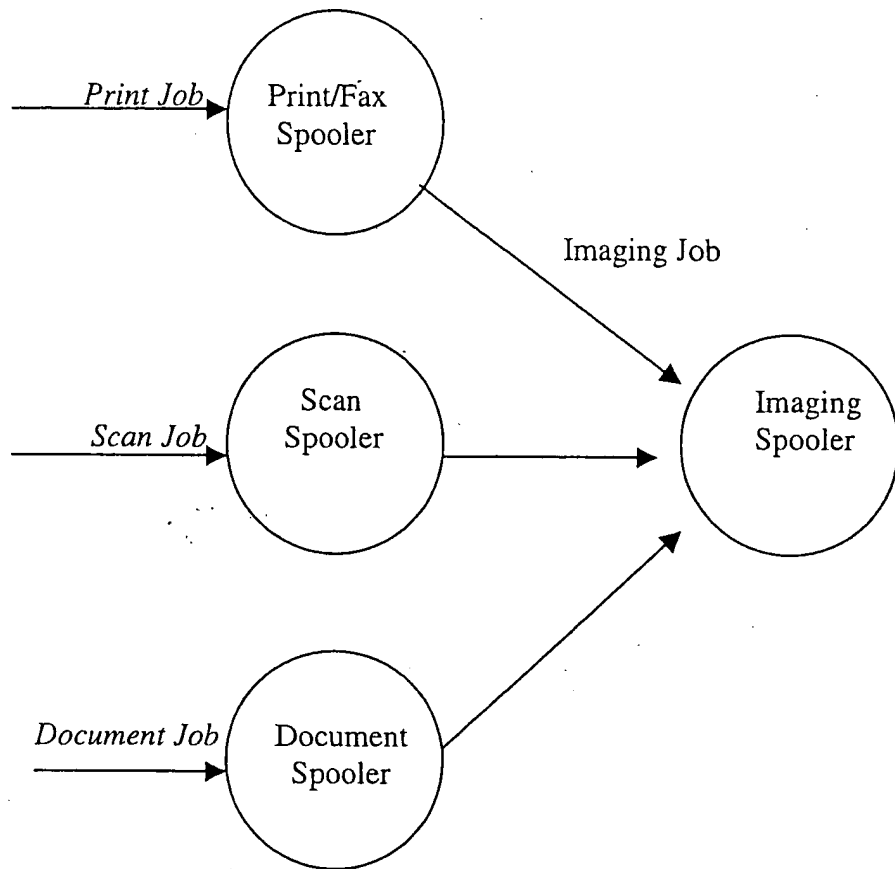 Print Job
Print/Fax
Spooler
Imaging Job
Scan Job
Scan
Spooler
Imaging
Spooler
Document Job
Document
Spooler